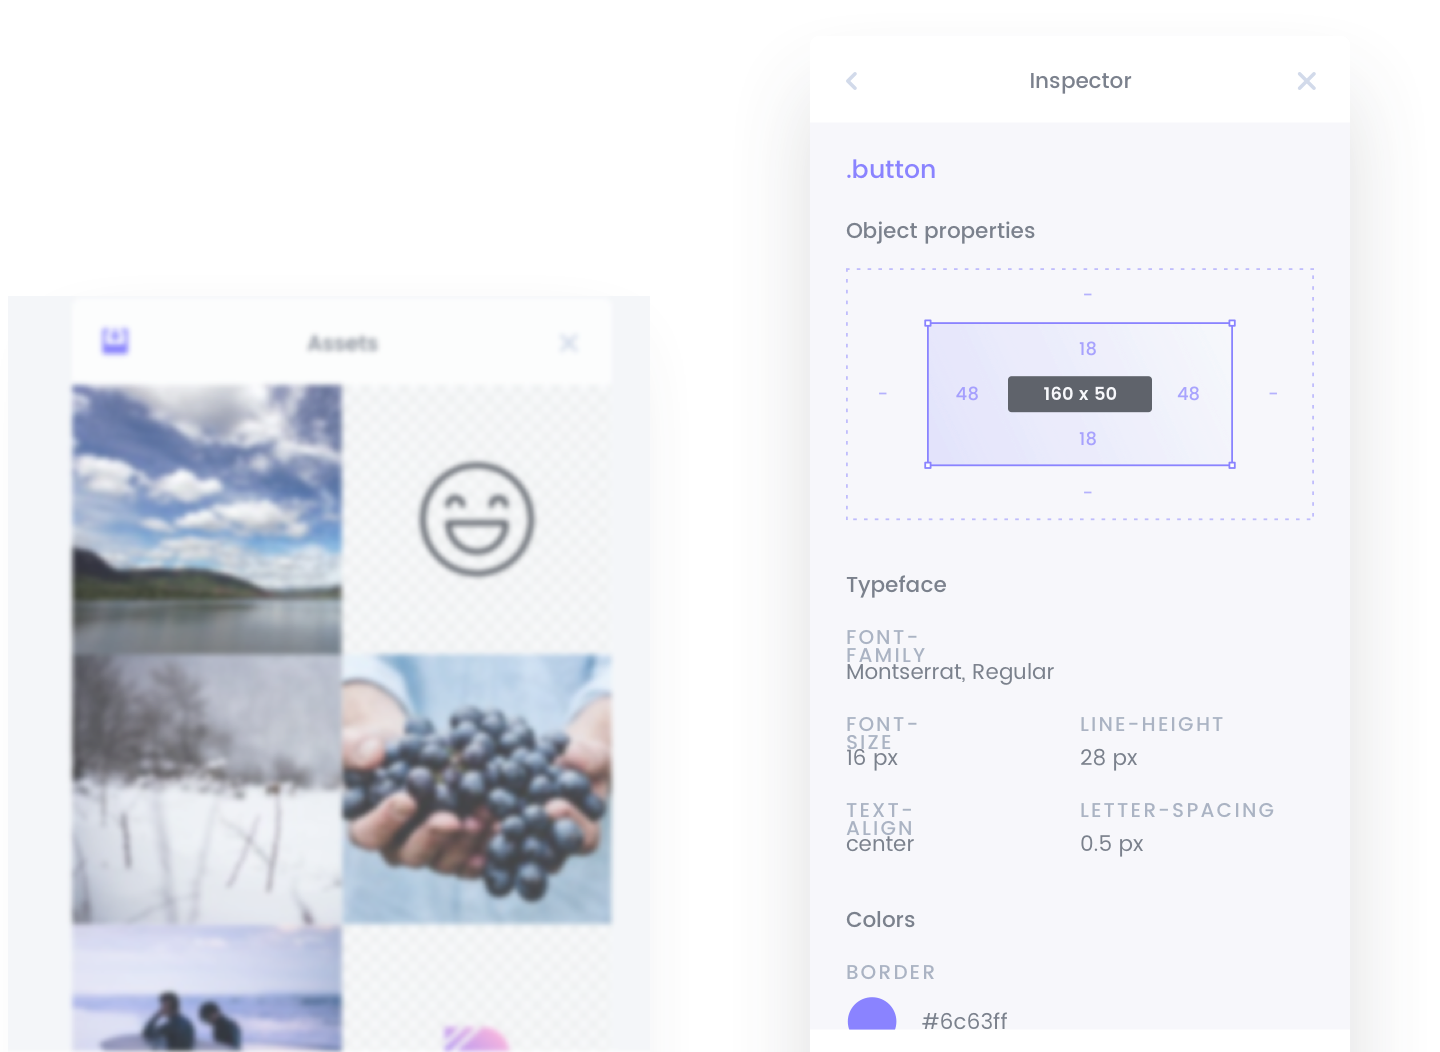 Assets
Inspector
.button
Object properties
-
18
- 48 160 x 50 48 -
18
-
Typeface
FONT-
FAMILY
Montserrat, Regular
FONT-
SIZE
16 px
LINE-HEIGHT
28 px
TEXT-
ALIGN
center
LETTER-SPACING
0.5 px
Colors
BORDER
#6c63ff